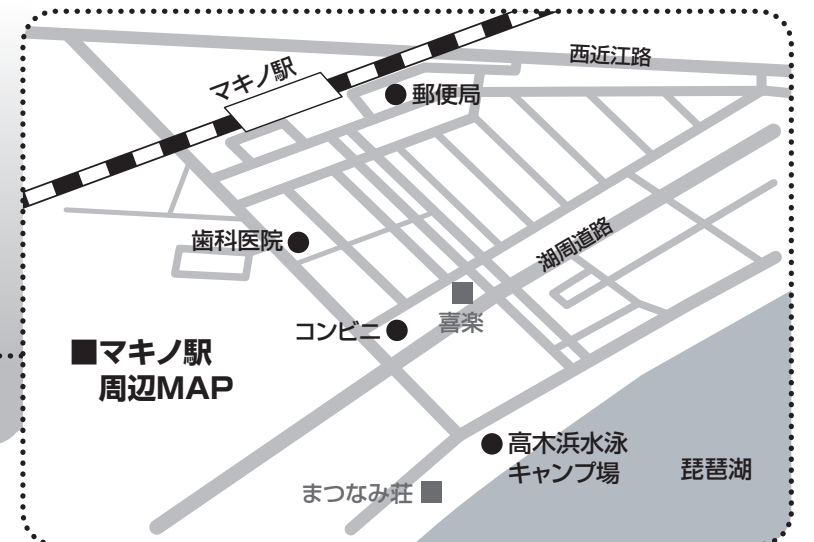 西近江路
マキノ駅
郵便局
歯科医院
湖周道路
喜楽
コンビニ
■マキノ駅
周辺MAP
高木浜水泳
キャンプ場
琵琶湖
まつなみ荘